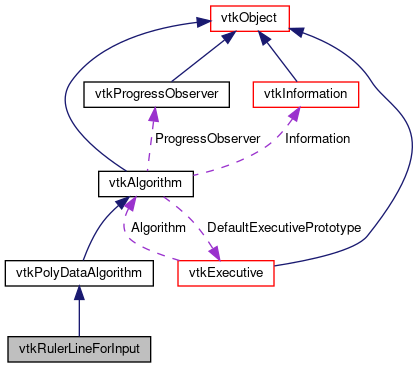 vtkObject
vtkProgressObserver
vtkInformation
ProgressObserver
Information
vtkAlgorithm
Algorithm
DefaultExecutivePrototype
vtkPolyDataAlgorithm
vtkExecutive
vtkRulerLineForInput